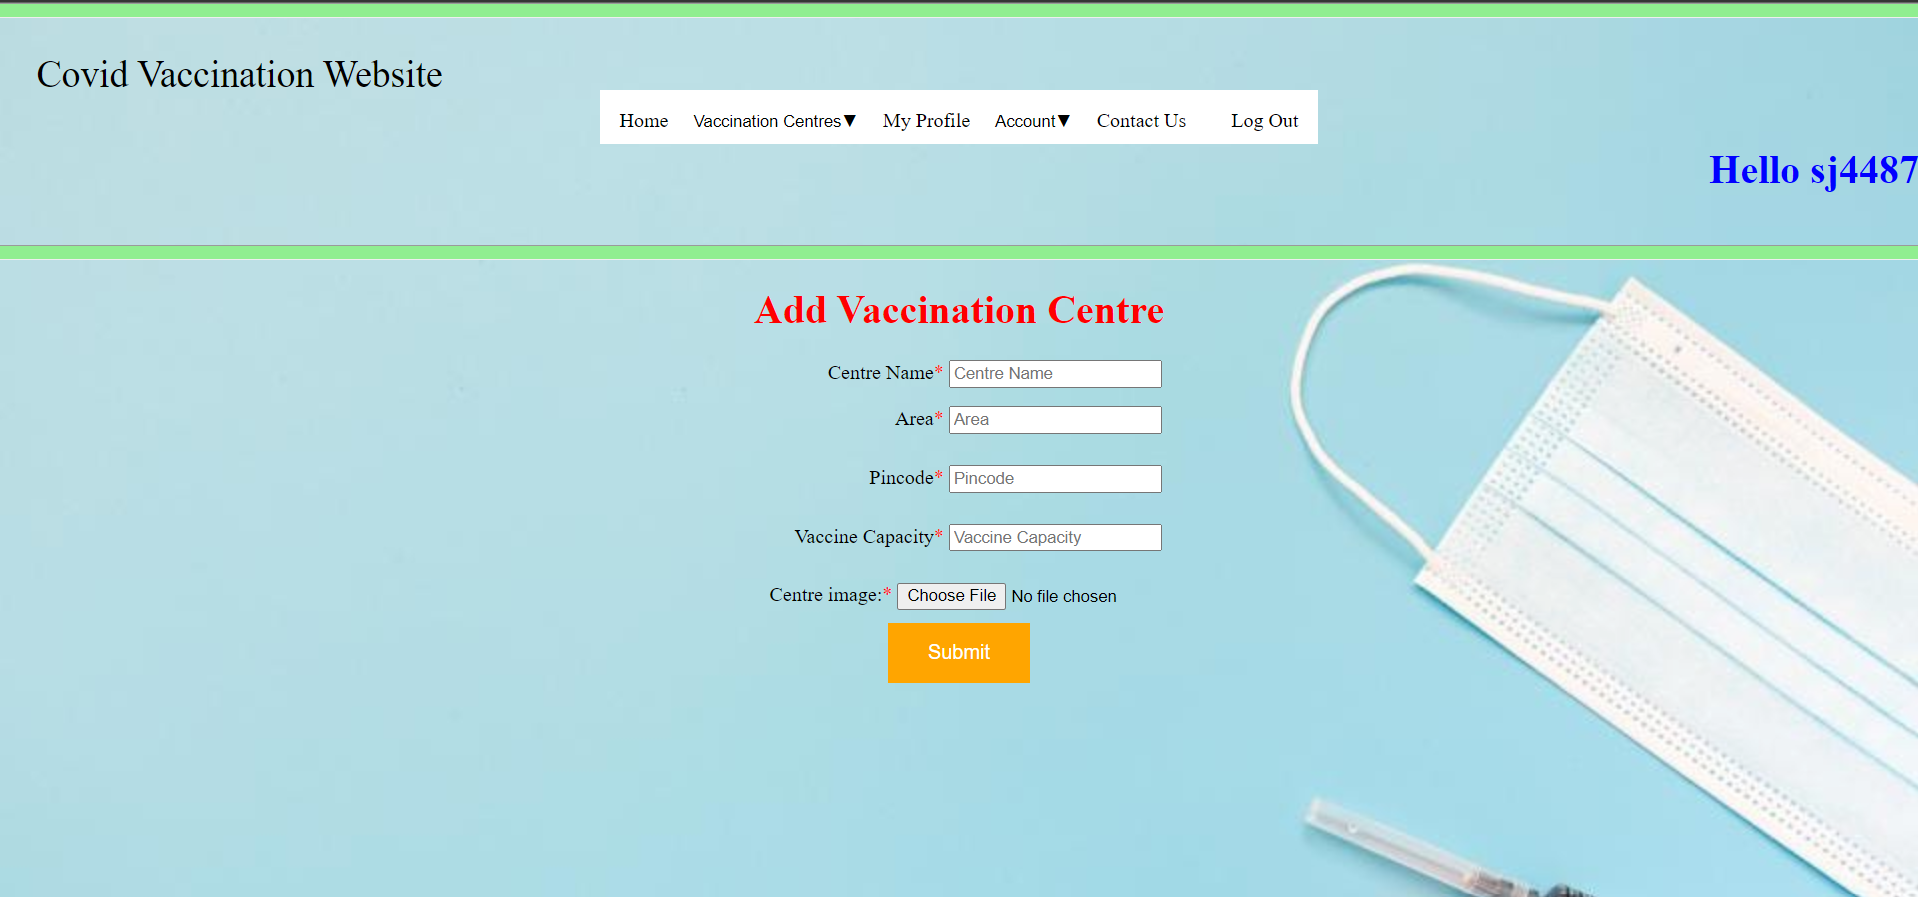 Covid Vaccination Website
Home Vaccination Centres▼ My Profile Account▼ Contact Us Log Out
Hello sj4487
Add Vaccination Centre
Centre Name* Centre Name
Area* Area
Pincode* Pincode
Vaccine Capacity* Vaccine Capacity
Centre image:* Choose File No file chosen
Submit